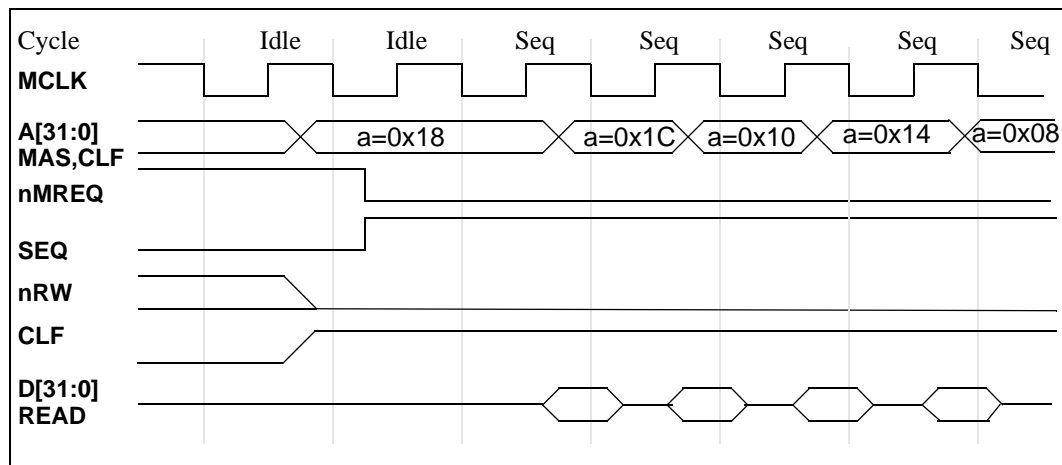 Cycle Idle Idle Seq Seq Seq Seq Seq
MCLK
A[31:0] a=0x18 a=0x1C a=0x10 a=0x14 a=0x08
MAS,CLF
nMREQ
SEQ
nRW
CLF
D[31:0]
READ